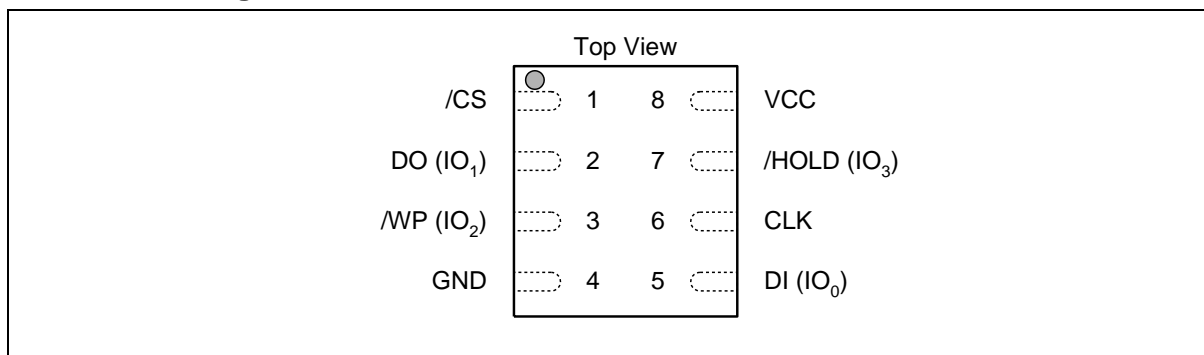 Top View
/CS 1 8 VCC
DO (IO₁) 2 7 /HOLD (IO₃)
/WP (IO₂) 3 6 CLK
GND 4 5 DI (IO₀)